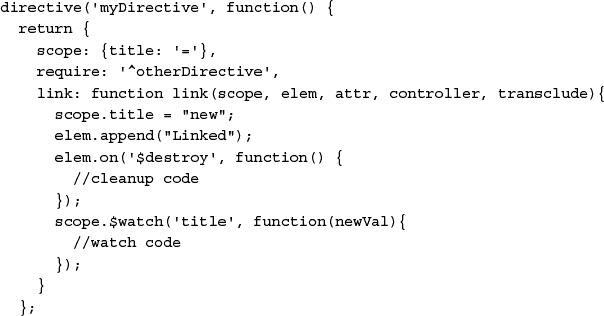 directive('myDirective', function() {
  return {
    scope: {title: '='},
    require: '^otherDirective',
    link: function link(scope, elem, attr, controller, transclude){
      scope.title = "new";
      elem.append("Linked");
      elem.on('$destroy', function() {
        //cleanup code
      });
      scope.$watch('title', function(newVal){
        //watch code
      });
    }
  };